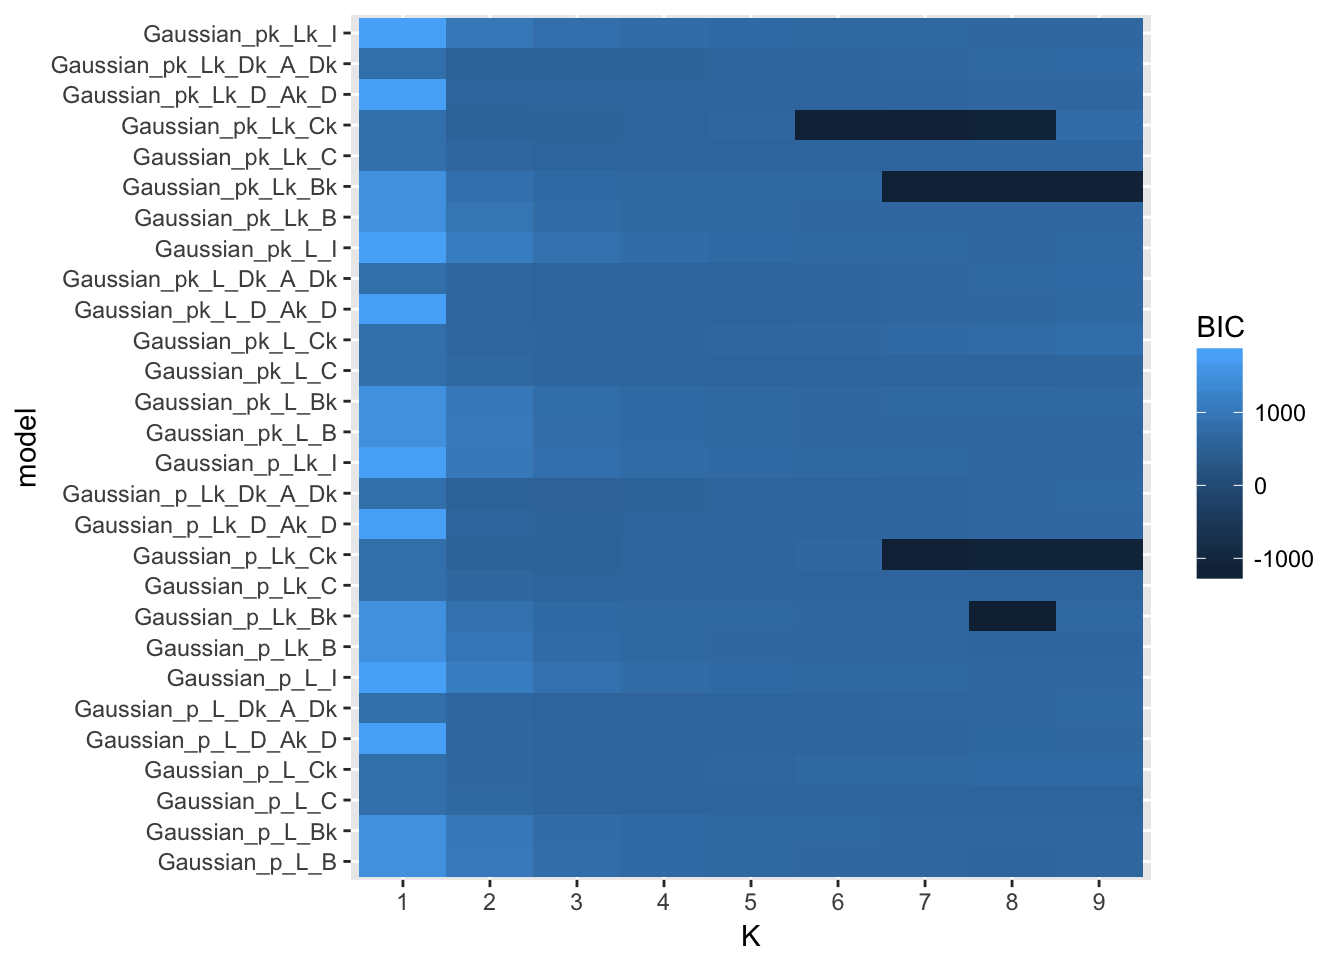 Gaussian_pk_Lk_I
Gaussian_pk_Lk_Dk_A_Dk
Gaussian_pk_Lk_D_Ak_D
Gaussian_pk_Lk_Ck
Gaussian_pk_Lk_C
Gaussian_pk_Lk_Bk
Gaussian_pk_Lk_B
Gaussian_pk_L_I
Gaussian_pk_L_Dk_A_Dk
Gaussian_pk_L_D_Ak_D
Gaussian_pk_L_Ck
Gaussian_pk_L_C
Gaussian_pk_L_Bk
Gaussian_pk_L_B
Gaussian_p_Lk_I
Gaussian_p_Lk_Dk_A_Dk
Gaussian_p_Lk_D_Ak_D
Gaussian_p_Lk_Ck
Gaussian_p_Lk_C
Gaussian_p_Lk_Bk
Gaussian_p_Lk_B
Gaussian_p_L_I
Gaussian_p_L_Dk_A_Dk
Gaussian_p_L_D_Ak_D
Gaussian_p_L_Ck
Gaussian_p_L_C
Gaussian_p_L_Bk
Gaussian_p_L_B
model
1 2 3 4 5 6 7 8 9
K
BIC
1000
0
-1000